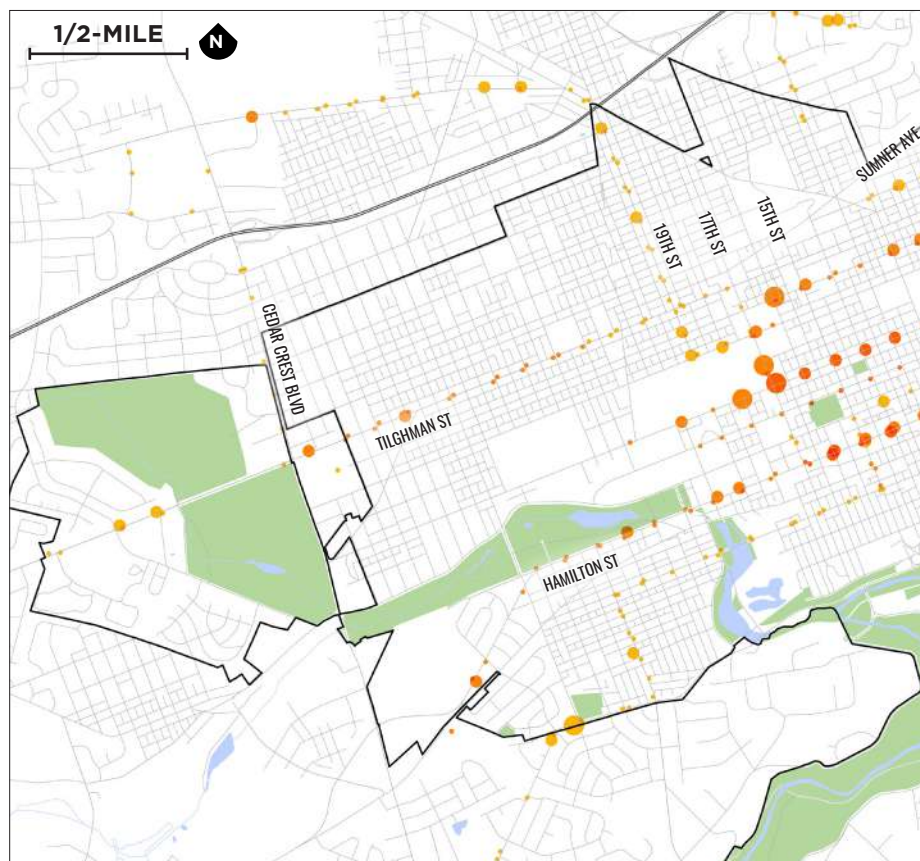 1/2-MILE
N
SUMNER AVE
15TH ST
17TH ST
19TH ST
CEDAR CREST BLVD
TILGHMAN ST
HAMILTON ST